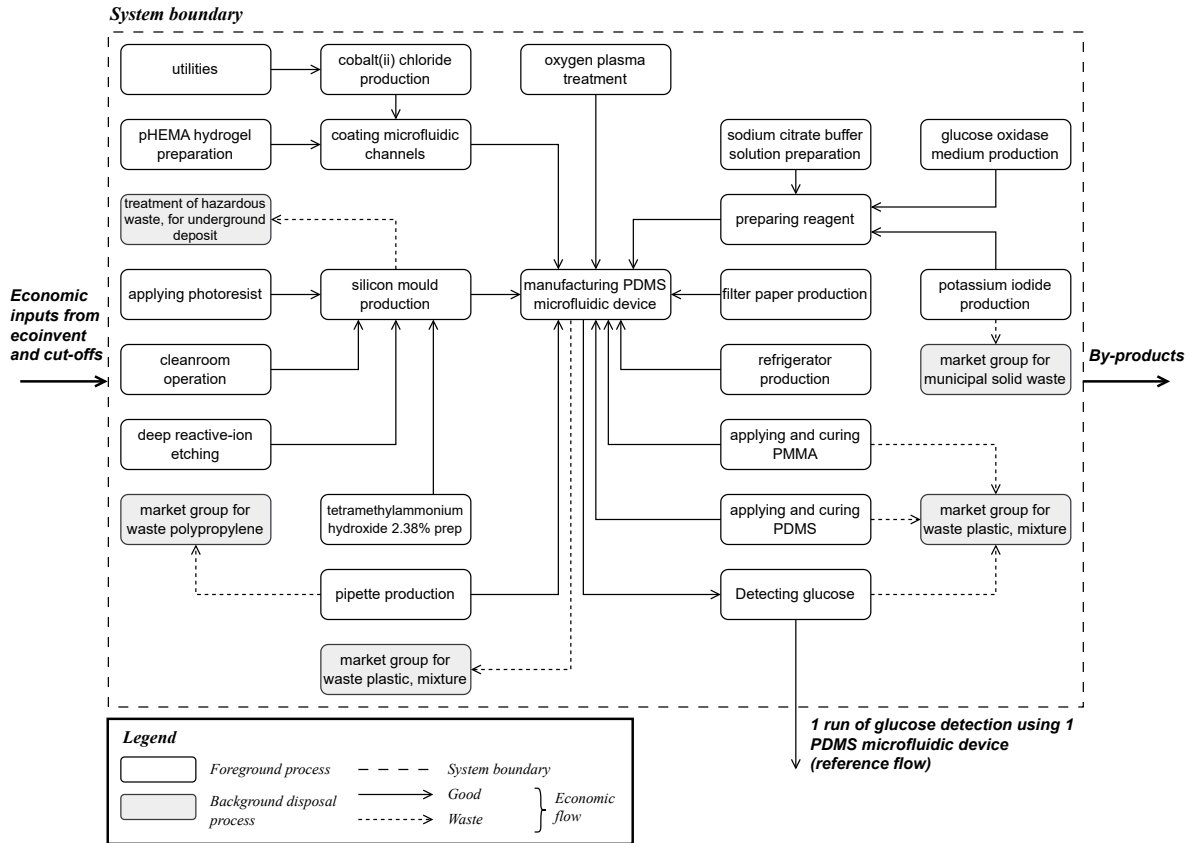 System boundary
utilities
cobalt(ii) chloride
production
oxygen plasma
treatment
pHEMA hydrogel
preparation
coating microfluidic
channels
sodium citrate buffer
solution preparation
glucose oxidase
medium production
treatment of hazardous
waste, for underground
deposit
preparing reagent
Economic
inputs from
ecoinvent
and cut-offs
applying photoresist
silicon mould
production
manufacturing PDMS
microfluidic device
filter paper production
potassium iodide
production
cleanroom
operation
refrigerator
production
market group for
municipal solid waste
By-products
deep reactive-ion
etching
applying and curing
PMMA
market group for
waste polypropylene
tetramethylammonium
hydroxide 2.38% prep
applying and curing
PDMS
market group for
waste plastic, mixture
pipette production
Detecting glucose
market group for
waste plastic, mixture
1 run of glucose detection using 1
PDMS microfluidic device
(reference flow)
Legend
Foreground process
Background disposal
process
System boundary
Good
Waste
Economic
flow